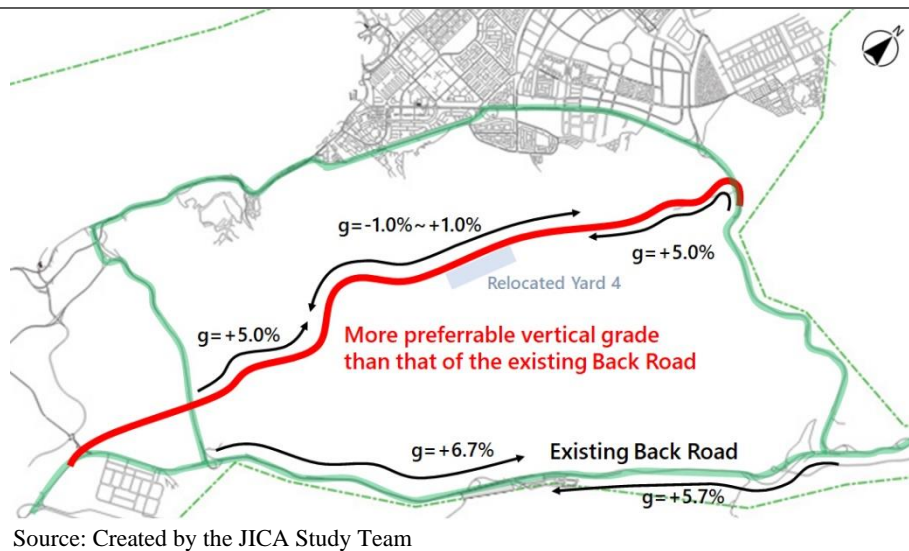 N
g=-1.0%~+1.0%
g=+5.0%
Relocated Yard 4
g=+5.0%
More preferrable vertical grade
than that of the existing Back Road
g=+6.7%
Existing Back Road
g=+5.7%
Source: Created by the JICA Study Team